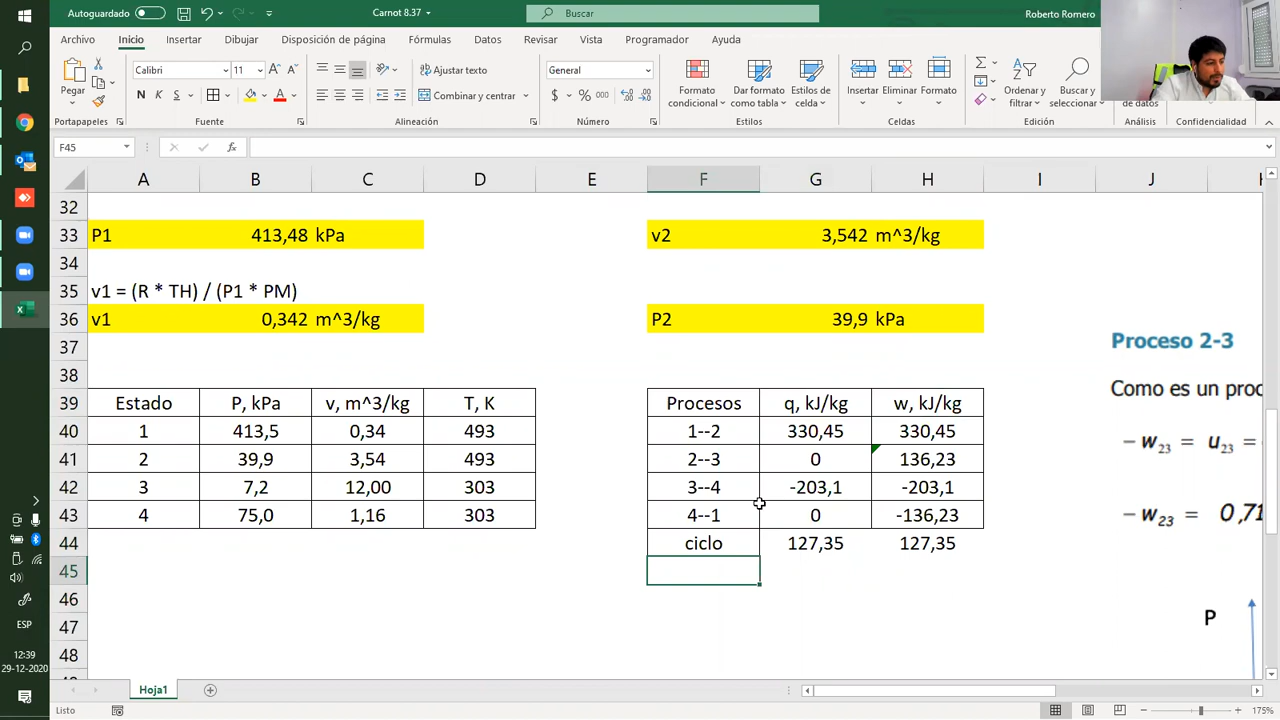 Autoguardado
Carnot 8.37
Buscar
Roberto Romero
Archivo Inicio Insertar Dibujar Disposición de página Fórmulas Datos Revisar Vista Programador Ayuda
Pegar
Calibri 11
N K S
Ajustar texto
Combinar y centrar
General
$ % 000
Formato condicional
Dar formato como tabla
Estilos de celda
Insertar Eliminar Formato
Ordenar y filtrar
Buscar y seleccionar
de datos
Portapapeles Fuente Alineación Número Estilos Celdas Edición Análisis Confidencialidad
F45 fx
A B C D E F G H I J
32
33 P1 413,48 kPa v2 3,542 m^3/kg
34
35 v1 = (R * TH) / (P1 * PM)
36 v1 0,342 m^3/kg P2 39,9 kPa
37
38
39 Estado P, kPa v, m^3/kg T, K Procesos q, kJ/kg w, kJ/kg
40 1 413,5 0,34 493 1--2 330,45 330,45
41 2 39,9 3,54 493 2--3 0 136,23
42 3 7,2 12,00 303 3--4 -203,1 -203,1
43 4 75,0 1,16 303 4--1 0 -136,23
44 ciclo 127,35 127,35
45
46
47
48
Proceso 2-3
Como es un proc
− w23 = u23 =
− w23 = 0,71
P
ESP
12:39
29-12-2020
Hoja1
Listo
175%